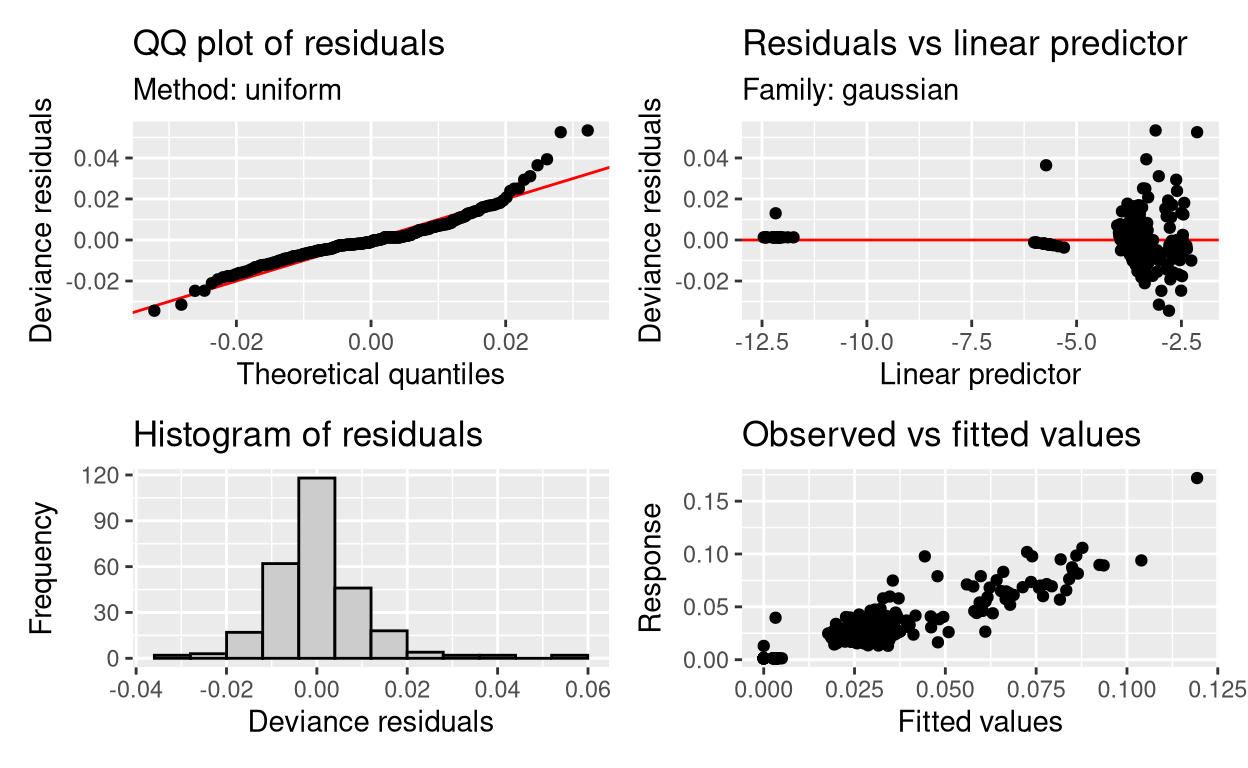 QQ plot of residuals
Method: uniform
Deviance residuals
0.04
0.02
0.00
-0.02
-0.02
0.00
0.02
Theoretical quantiles
Residuals vs linear predictor
Family: gaussian
Deviance residuals
0.04
0.02
0.00
-0.02
-12.5
-10.0
-7.5
-5.0
-2.5
Linear predictor
Histogram of residuals
Frequency
120
90
60
30
0
-0.04
-0.02
0.00
0.02
0.04
0.06
Deviance residuals
Observed vs fitted values
Response
0.15
0.10
0.05
0.00
0.000
0.025
0.050
0.075
0.100
0.125
Fitted values